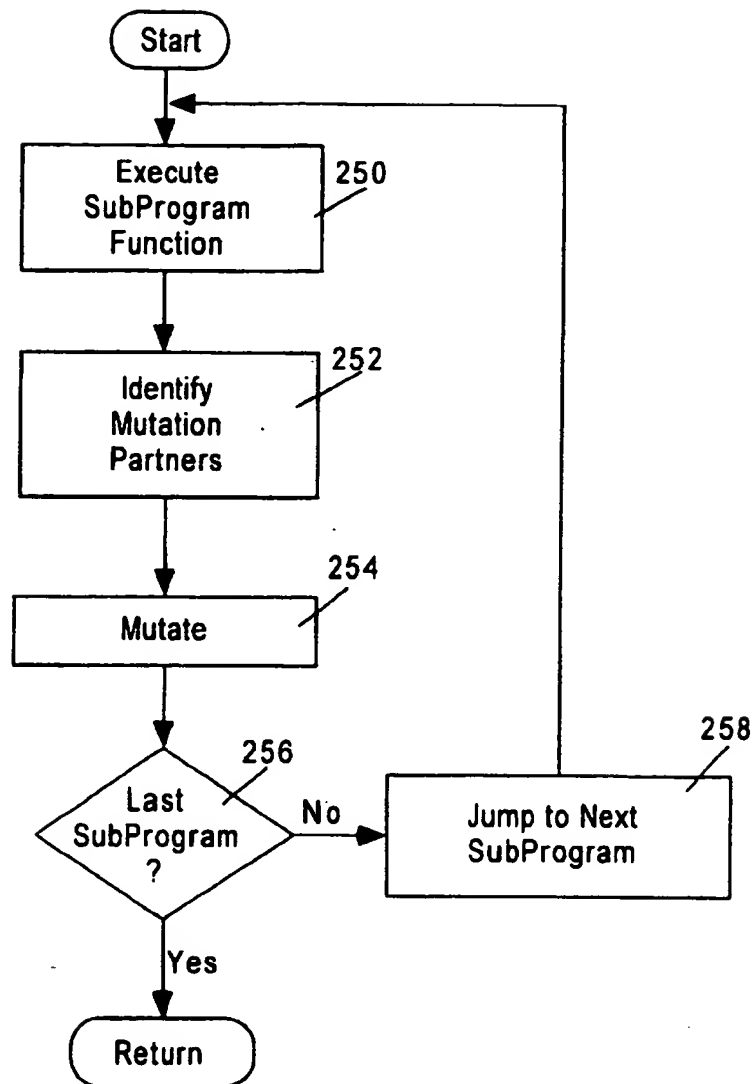 Start
Execute
SubProgram
Function
250
Identify
Mutation
Partners
252
Mutate
254
Last
SubProgram
?
256
No
Jump to Next
SubProgram
258
Yes
Return